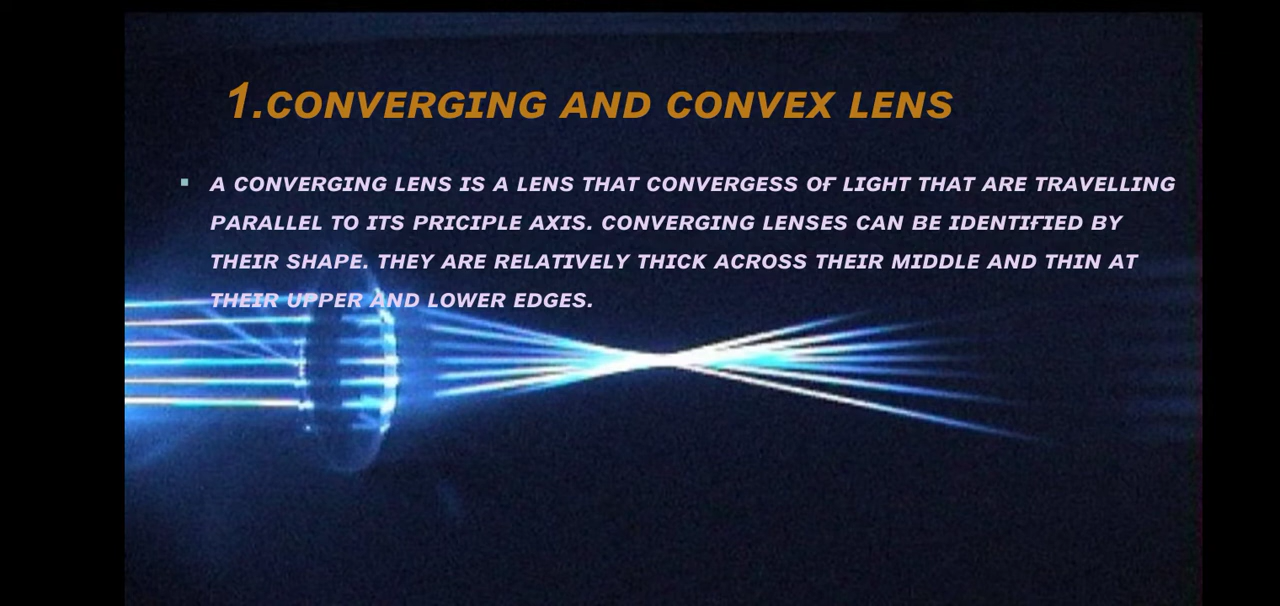 1.CONVERGING AND CONVEX LENS
▪ A CONVERGING LENS IS A LENS THAT CONVERGESS OF LIGHT THAT ARE TRAVELLING
PARALLEL TO ITS PRICIPLE AXIS. CONVERGING LENSES CAN BE IDENTIFIED BY
THEIR SHAPE. THEY ARE RELATIVELY THICK ACROSS THEIR MIDDLE AND THIN AT
THEIR UPPER AND LOWER EDGES.